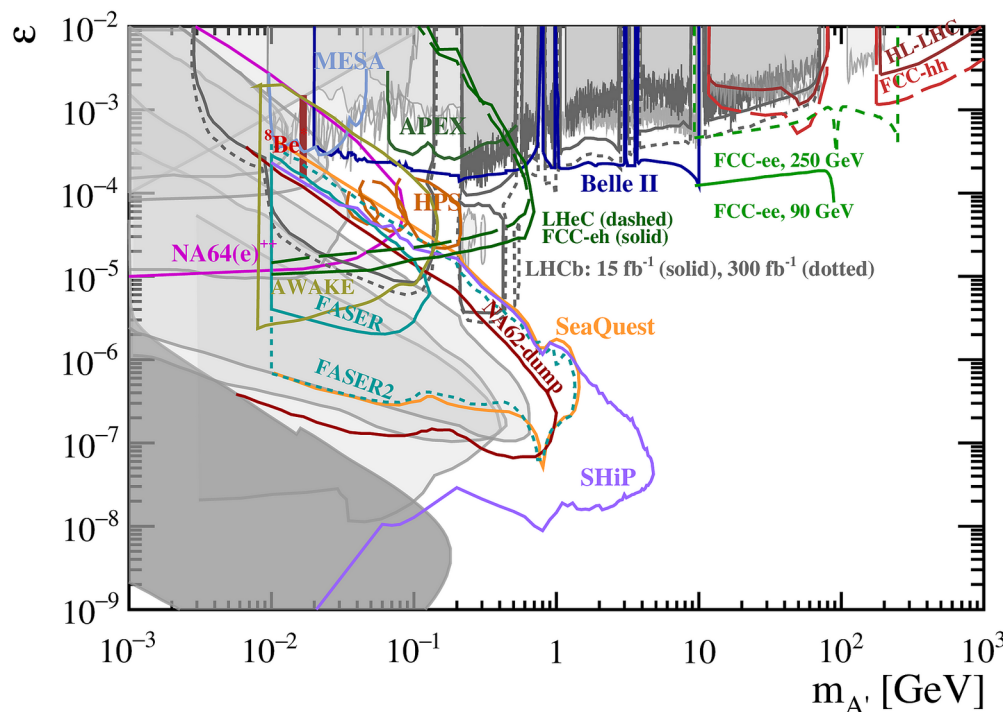 ε
10⁻²
10⁻³
10⁻⁴
10⁻⁵
10⁻⁶
10⁻⁷
10⁻⁸
10⁻⁹
MESA
HL-LHC
FCC-hh
APEX
⁸Be
FCC-ee, 250 GeV
Belle II
HPS
FCC-ee, 90 GeV
LHeC (dashed)
FCC-eh (solid)
NA64(e)⁺⁺
LHCb: 15 fb⁻¹ (solid), 300 fb⁻¹ (dotted)
AWAKE
FASER
SeaQuest
NA62-dump
FASER2
SHiP
10⁻³ 10⁻² 10⁻¹ 1 10 10² 10³
m_A' [GeV]